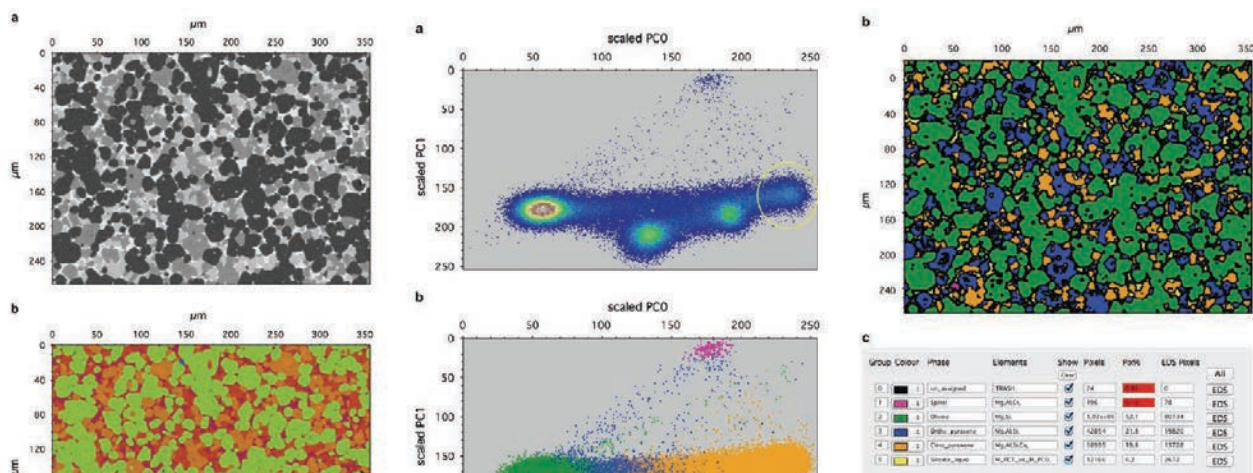 a
µm
0 50 100 150 200 250 300 350
0
40
80
120
160
200
240
µm
b
µm
0 50 100 150 200 250 300 350
0
40
80
120
µm
a
scaled PC0
0 50 100 150 200 250
0
50
100
150
200
250
scaled PC1
b
scaled PC0
0 50 100 150 200 250
0
50
100
150
scaled PC1
b
µm
0 50 100 150 200 250 300 350
0
40
80
120
160
200
240
µm
c
Group Colour Phase Elements Show Pixels Pix% EDS Pixels
Clear All
0 un_assigned TRASH 0 EDS
1 Spinel EDS
2 EDS
3 EDS
4 EDS
5 EDS